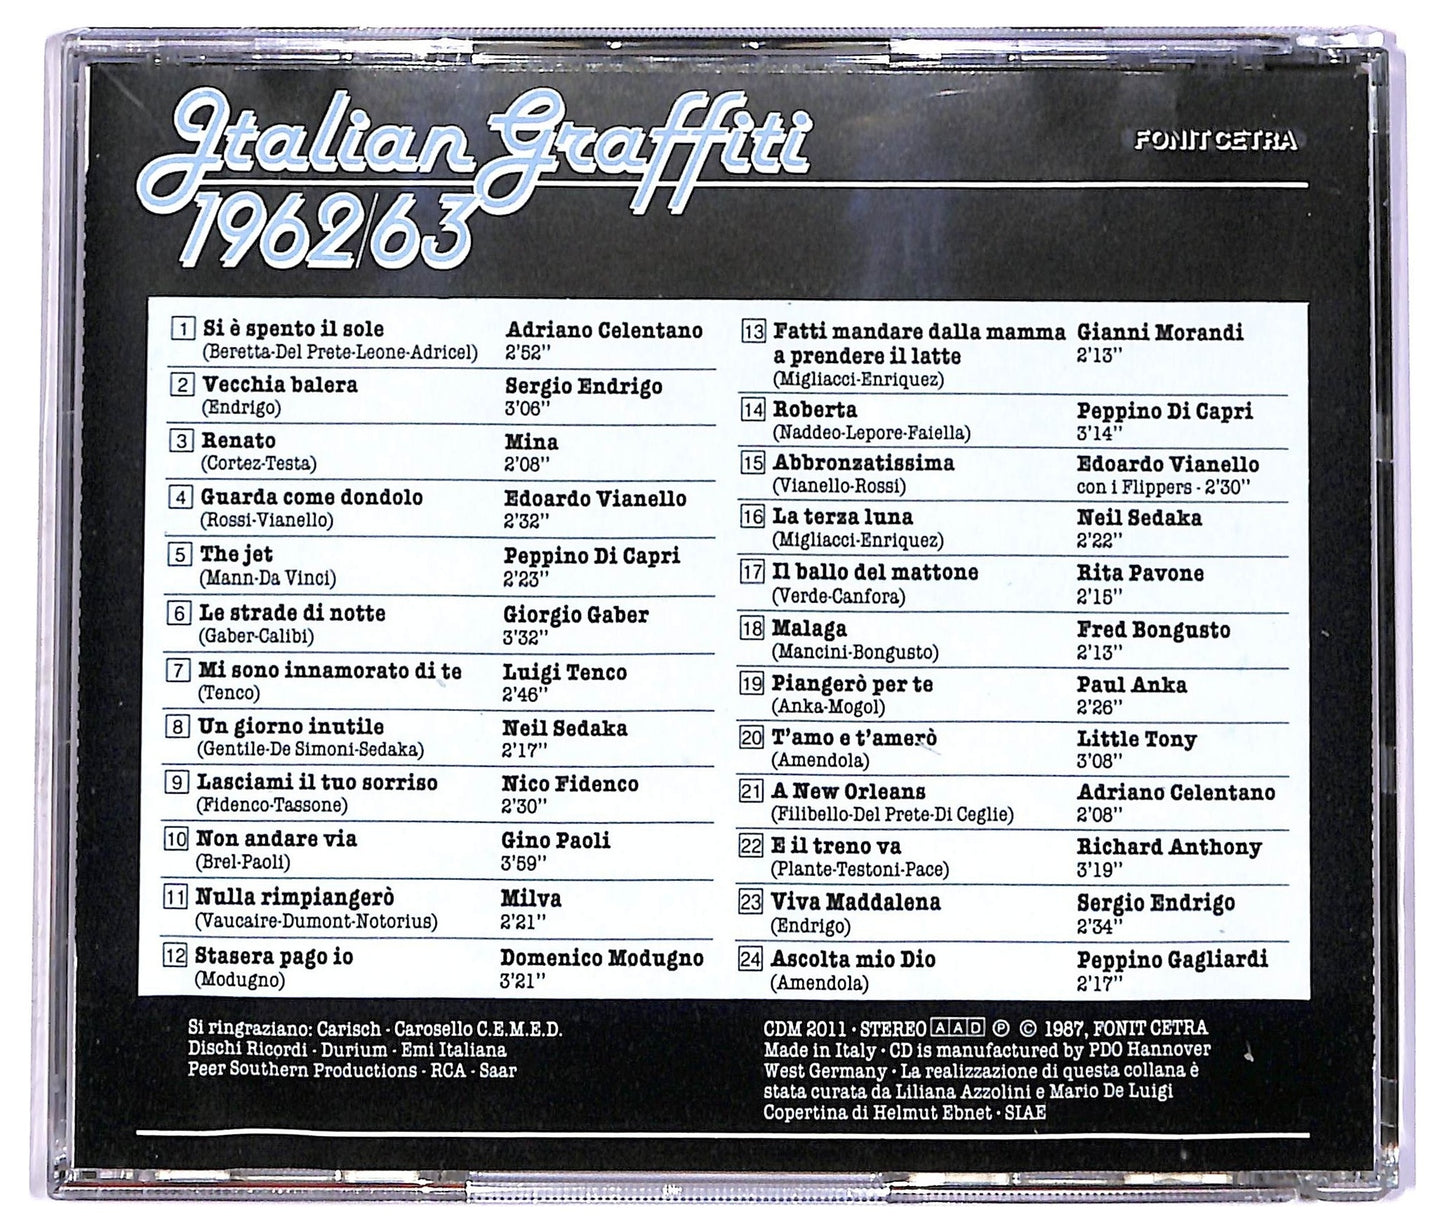 Italian Graffiti
1962/63
FONIT CETRA
1 Si è spento il sole Adriano Celentano
(Beretta-Del Prete-Leone-Adricel) 2'52"
2 Vecchia balera Sergio Endrigo
(Endrigo) 3'06"
3 Renato Mina
(Cortez-Testa) 2'08"
4 Guarda come dondolo Edoardo Vianello
(Rossi-Vianello) 2'32"
5 The jet Peppino Di Capri
(Mann-Da Vinci) 2'23"
6 Le strade di notte Giorgio Gaber
(Gaber-Calibi) 3'32"
7 Mi sono innamorato di te Luigi Tenco
(Tenco) 2'46"
8 Un giorno inutile Neil Sedaka
(Gentile-De Simoni-Sedaka) 2'17"
9 Lasciami il tuo sorriso Nico Fidenco
(Fidenco-Tassone) 2'30"
10 Non andare via Gino Paoli
(Brel-Paoli) 3'59"
11 Nulla rimpiangerò Milva
(Vaucaire-Dumont-Notorius) 2'21"
12 Stasera pago io Domenico Modugno
(Modugno) 3'21"
13 Fatti mandare dalla mamma Gianni Morandi
a prendere il latte 2'13"
(Migliacci-Enriquez)
14 Roberta Peppino Di Capri
(Naddeo-Lepore-Faiella) 3'14"
15 Abbronzatissima Edoardo Vianello
(Vianello-Rossi) con i Flippers - 2'30"
16 La terza luna Neil Sedaka
(Migliacci-Enriquez) 2'22"
17 Il ballo del mattone Rita Pavone
(Verde-Canfora) 2'15"
18 Malaga Fred Bongusto
(Mancini-Bongusto) 2'13"
19 Piangerò per te Paul Anka
(Anka-Mogol) 2'26"
20 T'amo e t'amerò Little Tony
(Amendola) 3'08"
21 A New Orleans Adriano Celentano
(Filibello-Del Prete-Di Ceglie) 2'08"
22 E il treno va Richard Anthony
(Plante-Testoni-Pace) 3'19"
23 Viva Maddalena Sergio Endrigo
(Endrigo) 2'34"
24 Ascolta mio Dio Peppino Gagliardi
(Amendola) 2'17"
Si ringraziano: Carisch · Carosello C.E.M.E.D.
Dischi Ricordi · Durium · Emi Italiana
Peer Southern Productions · RCA · Saar
CDM 2011 · STEREO AAD ℗ © 1987, FONIT CETRA
Made in Italy · CD is manufactured by PDO Hannover
West Germany · La realizzazione di questa collana è
stata curata da Liliana Azzolini e Mario De Luigi
Copertina di Helmut Ebnet · SIAE